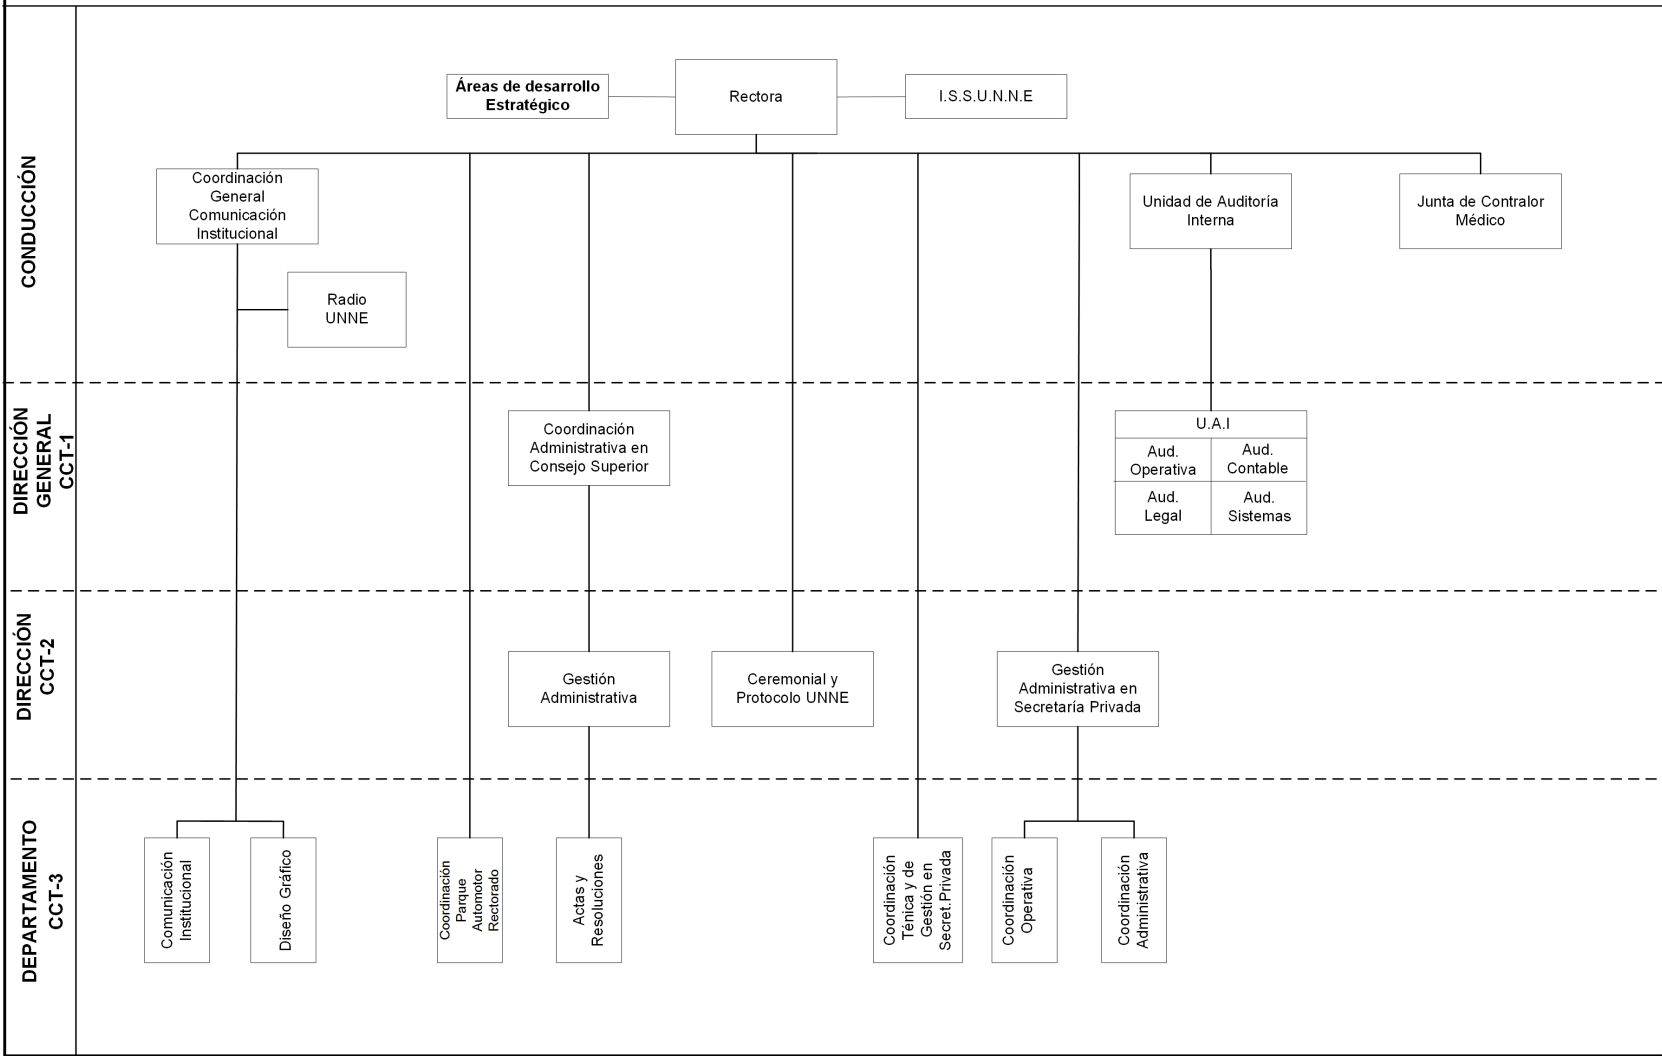 Áreas de desarrollo
Estratégico
Rectora
I.S.S.U.N.N.E
CONDUCCIÓN
Coordinación
General
Comunicación
Institucional
Unidad de Auditoría
Interna
Junta de Contralor
Médico
Radio
UNNE
DIRECCIÓN
GENERAL
CCT-1
Coordinación
Administrativa en
Consejo Superior
U.A.I
Aud.
Operativa
Aud.
Contable
Aud.
Legal
Aud.
Sistemas
DIRECCIÓN
CCT-2
Gestión
Administrativa
Ceremonial y
Protocolo UNNE
Gestión
Administrativa en
Secretaría Privada
DEPARTAMENTO
CCT-3
Comunicación
Institucional
Diseño Gráfico
Coordinación
Parque
Automotor
Rectorado
Actas y
Resoluciones
Coordinación
Ténica y de
Gestión en
Secret.Privada
Coordinación
Operativa
Coordinación
Administrativa